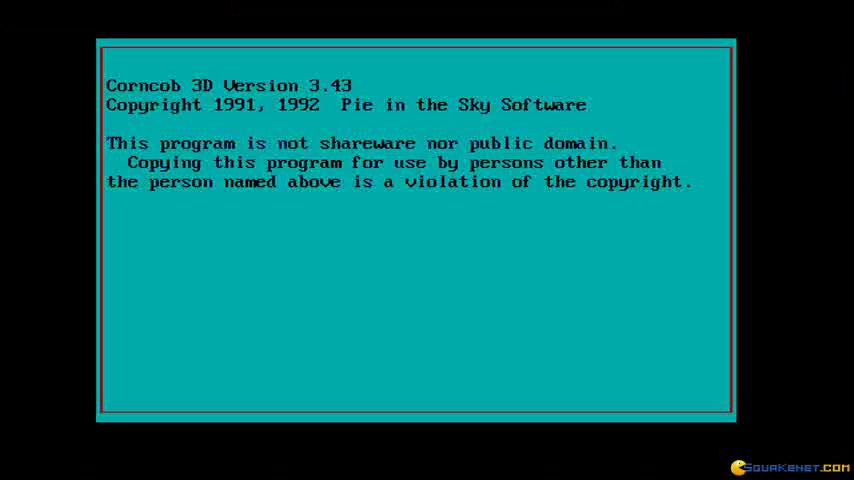 Corncob 3D Version 3.43
Copyright 1991, 1992  Pie in the Sky Software
This program is not shareware nor public domain.
Copying this program for use by persons other than
the person named above is a violation of the copyright.
SquaKenet.com